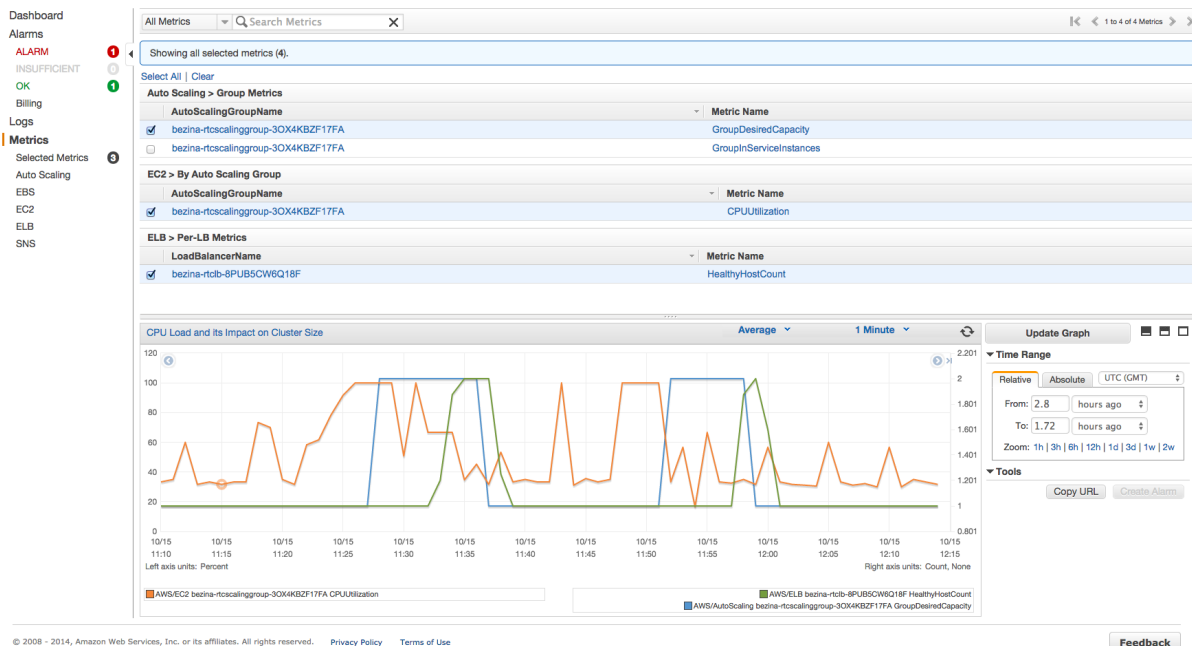 Dashboard
Alarms
ALARM 1
INSUFFICIENT 0
OK 1
Billing
Logs
Metrics
Selected Metrics 3
Auto Scaling
EBS
EC2
ELB
SNS
All Metrics Search Metrics
1 to 4 of 4 Metrics
Showing all selected metrics (4).
Select All | Clear
Auto Scaling > Group Metrics
AutoScalingGroupName Metric Name
bezina-rtcscalinggroup-3OX4KBZF17FA GroupDesiredCapacity
bezina-rtcscalinggroup-3OX4KBZF17FA GroupInServiceInstances
EC2 > By Auto Scaling Group
AutoScalingGroupName Metric Name
bezina-rtcscalinggroup-3OX4KBZF17FA CPUUtilization
ELB > Per-LB Metrics
LoadBalancerName Metric Name
bezina-rtclb-8PUB5CW6Q18F HealthyHostCount
CPU Load and its Impact on Cluster Size Average 1 Minute
120 2.201
100 2
80 1.801
1.601
60 1.401
40 1.201
20 1
0 0.801
10/15 10/15 10/15 10/15 10/15 10/15 10/15 10/15 10/15 10/15 10/15 10/15 10/15 10/15
11:10 11:15 11:20 11:25 11:30 11:35 11:40 11:45 11:50 11:55 12:00 12:05 12:10 12:15
Left axis units: Percent Right axis units: Count, None
AWS/EC2 bezina-rtcscalinggroup-3OX4KBZF17FA CPUUtilization
AWS/ELB bezina-rtclb-8PUB5CW6Q18F HealthyHostCount
AWS/AutoScaling bezina-rtcscalinggroup-3OX4KBZF17FA GroupDesiredCapacity
Update Graph
Time Range
Relative Absolute UTC (GMT)
From: 2.8 hours ago
To: 1.72 hours ago
Zoom: 1h | 3h | 6h | 12h | 1d | 3d | 1w | 2w
Tools
Copy URL Create Alarm
© 2008 - 2014, Amazon Web Services, Inc. or its affiliates. All rights reserved. Privacy Policy Terms of Use
Feedback